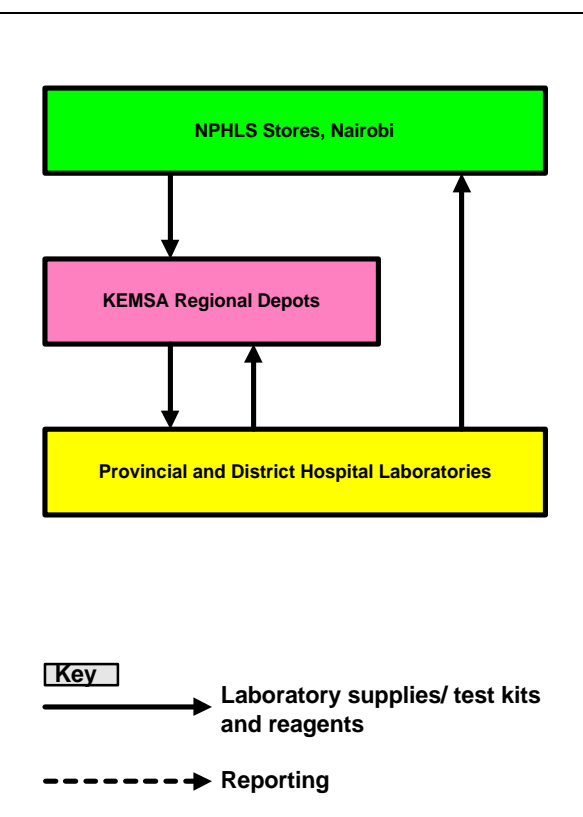 NPHLS Stores, Nairobi
KEMSA Regional Depots
Provincial and District Hospital Laboratories
Key
Laboratory supplies/ test kits
and reagents
Reporting